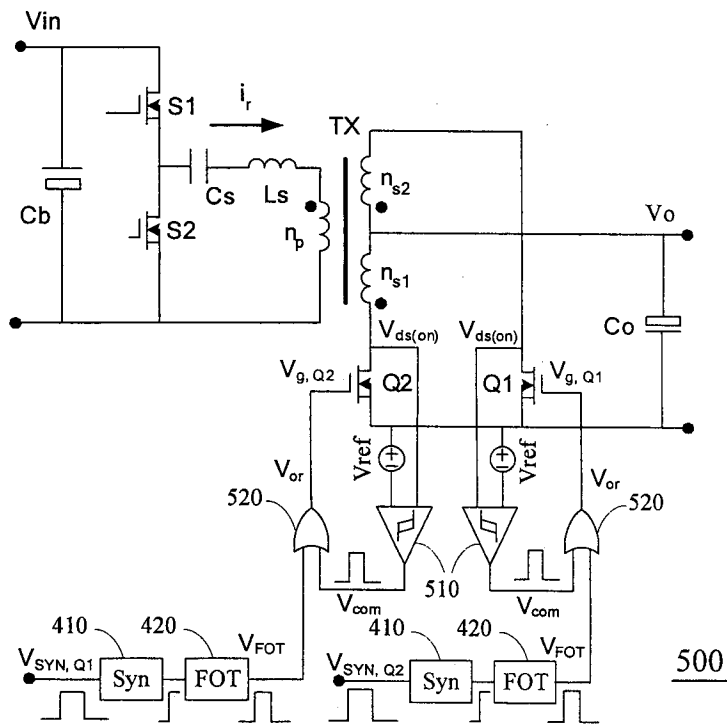 Vin
S1
i_r
TX
Cs
Ls
n_s2
Cb
S2
n_p
Vo
n_s1
Co
V_ds(on)
V_ds(on)
V_g, Q2
Q2
Q1
V_g, Q1
Vref
Vref
V_or
V_or
520
520
510
V_com
V_com
410
420
V_FOT
410
420
V_FOT
V_SYN, Q1
Syn
FOT
V_SYN, Q2
Syn
FOT
500